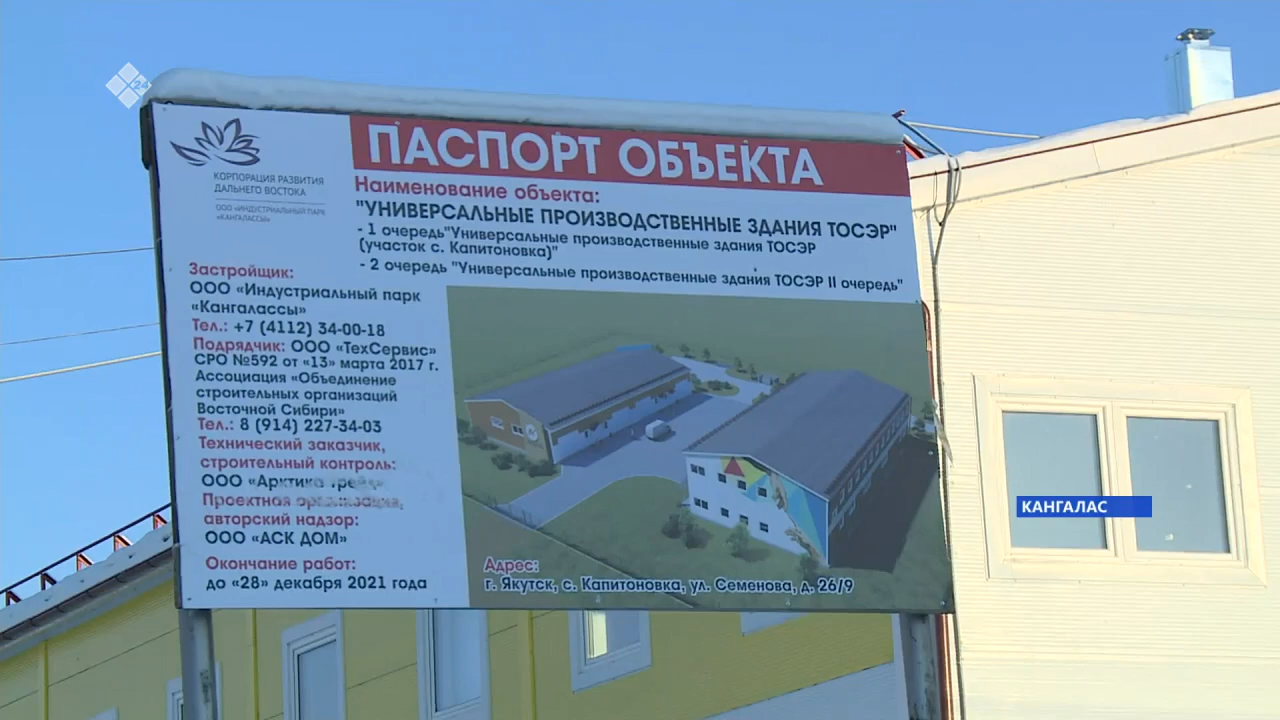 24
КОРПОРАЦИЯ РАЗВИТИЯ
ДАЛЬНЕГО ВОСТОКА
ООО «ИНДУСТРИАЛЬНЫЙ ПАРК
«КАНГАЛАССЫ»
ПАСПОРТ ОБЪЕКТА
Наименование объекта:
"УНИВЕРСАЛЬНЫЕ ПРОИЗВОДСТВЕННЫЕ ЗДАНИЯ ТОСЭР"
- 1 очередь"Универсальные производственные здания ТОСЭР
(участок с. Капитоновка)"
- 2 очередь "Универсальные производственные здания ТОСЭР II очередь"
Застройщик:
ООО «Индустриальный парк
«Кангалассы»
Тел.: +7 (4112) 34-00-18
Подрядчик: ООО «ТехСервис»
СРО №592 от «13» марта 2017 г.
Ассоциация «Объединение
строительных организаций
Восточной Сибири»
Тел.: 8 (914) 227-34-03
Технический заказчик,
строительный контроль:
ООО «Арктика трейд»
Проектная организация,
авторский надзор:
ООО «АСК ДОМ»
Окончание работ:
до «28» декабря 2021 года
Адрес:
г. Якутск, с. Капитоновка, ул. Семенова, д. 26/9
КАНГАЛАС